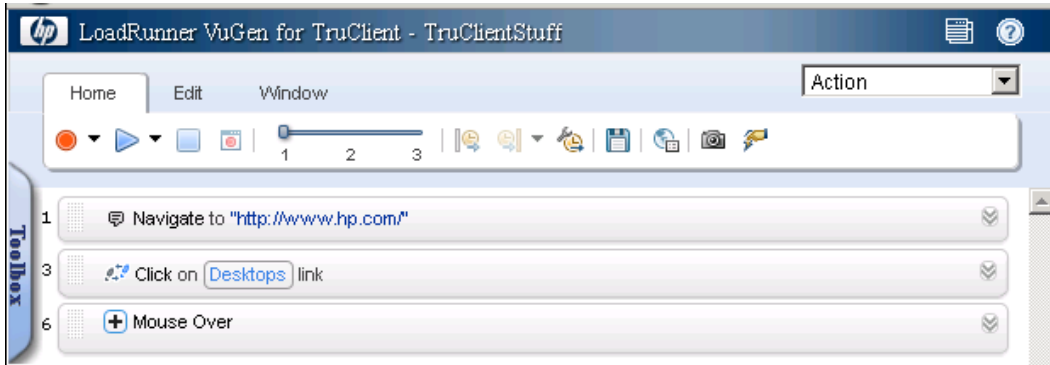 hp LoadRunner VuGen for TruClient - TruClientStuff ?
Home Edit Window Action
1 2 3
Toolbox
1 Navigate to "http://www.hp.com/"
3 Click on Desktops link
6 Mouse Over